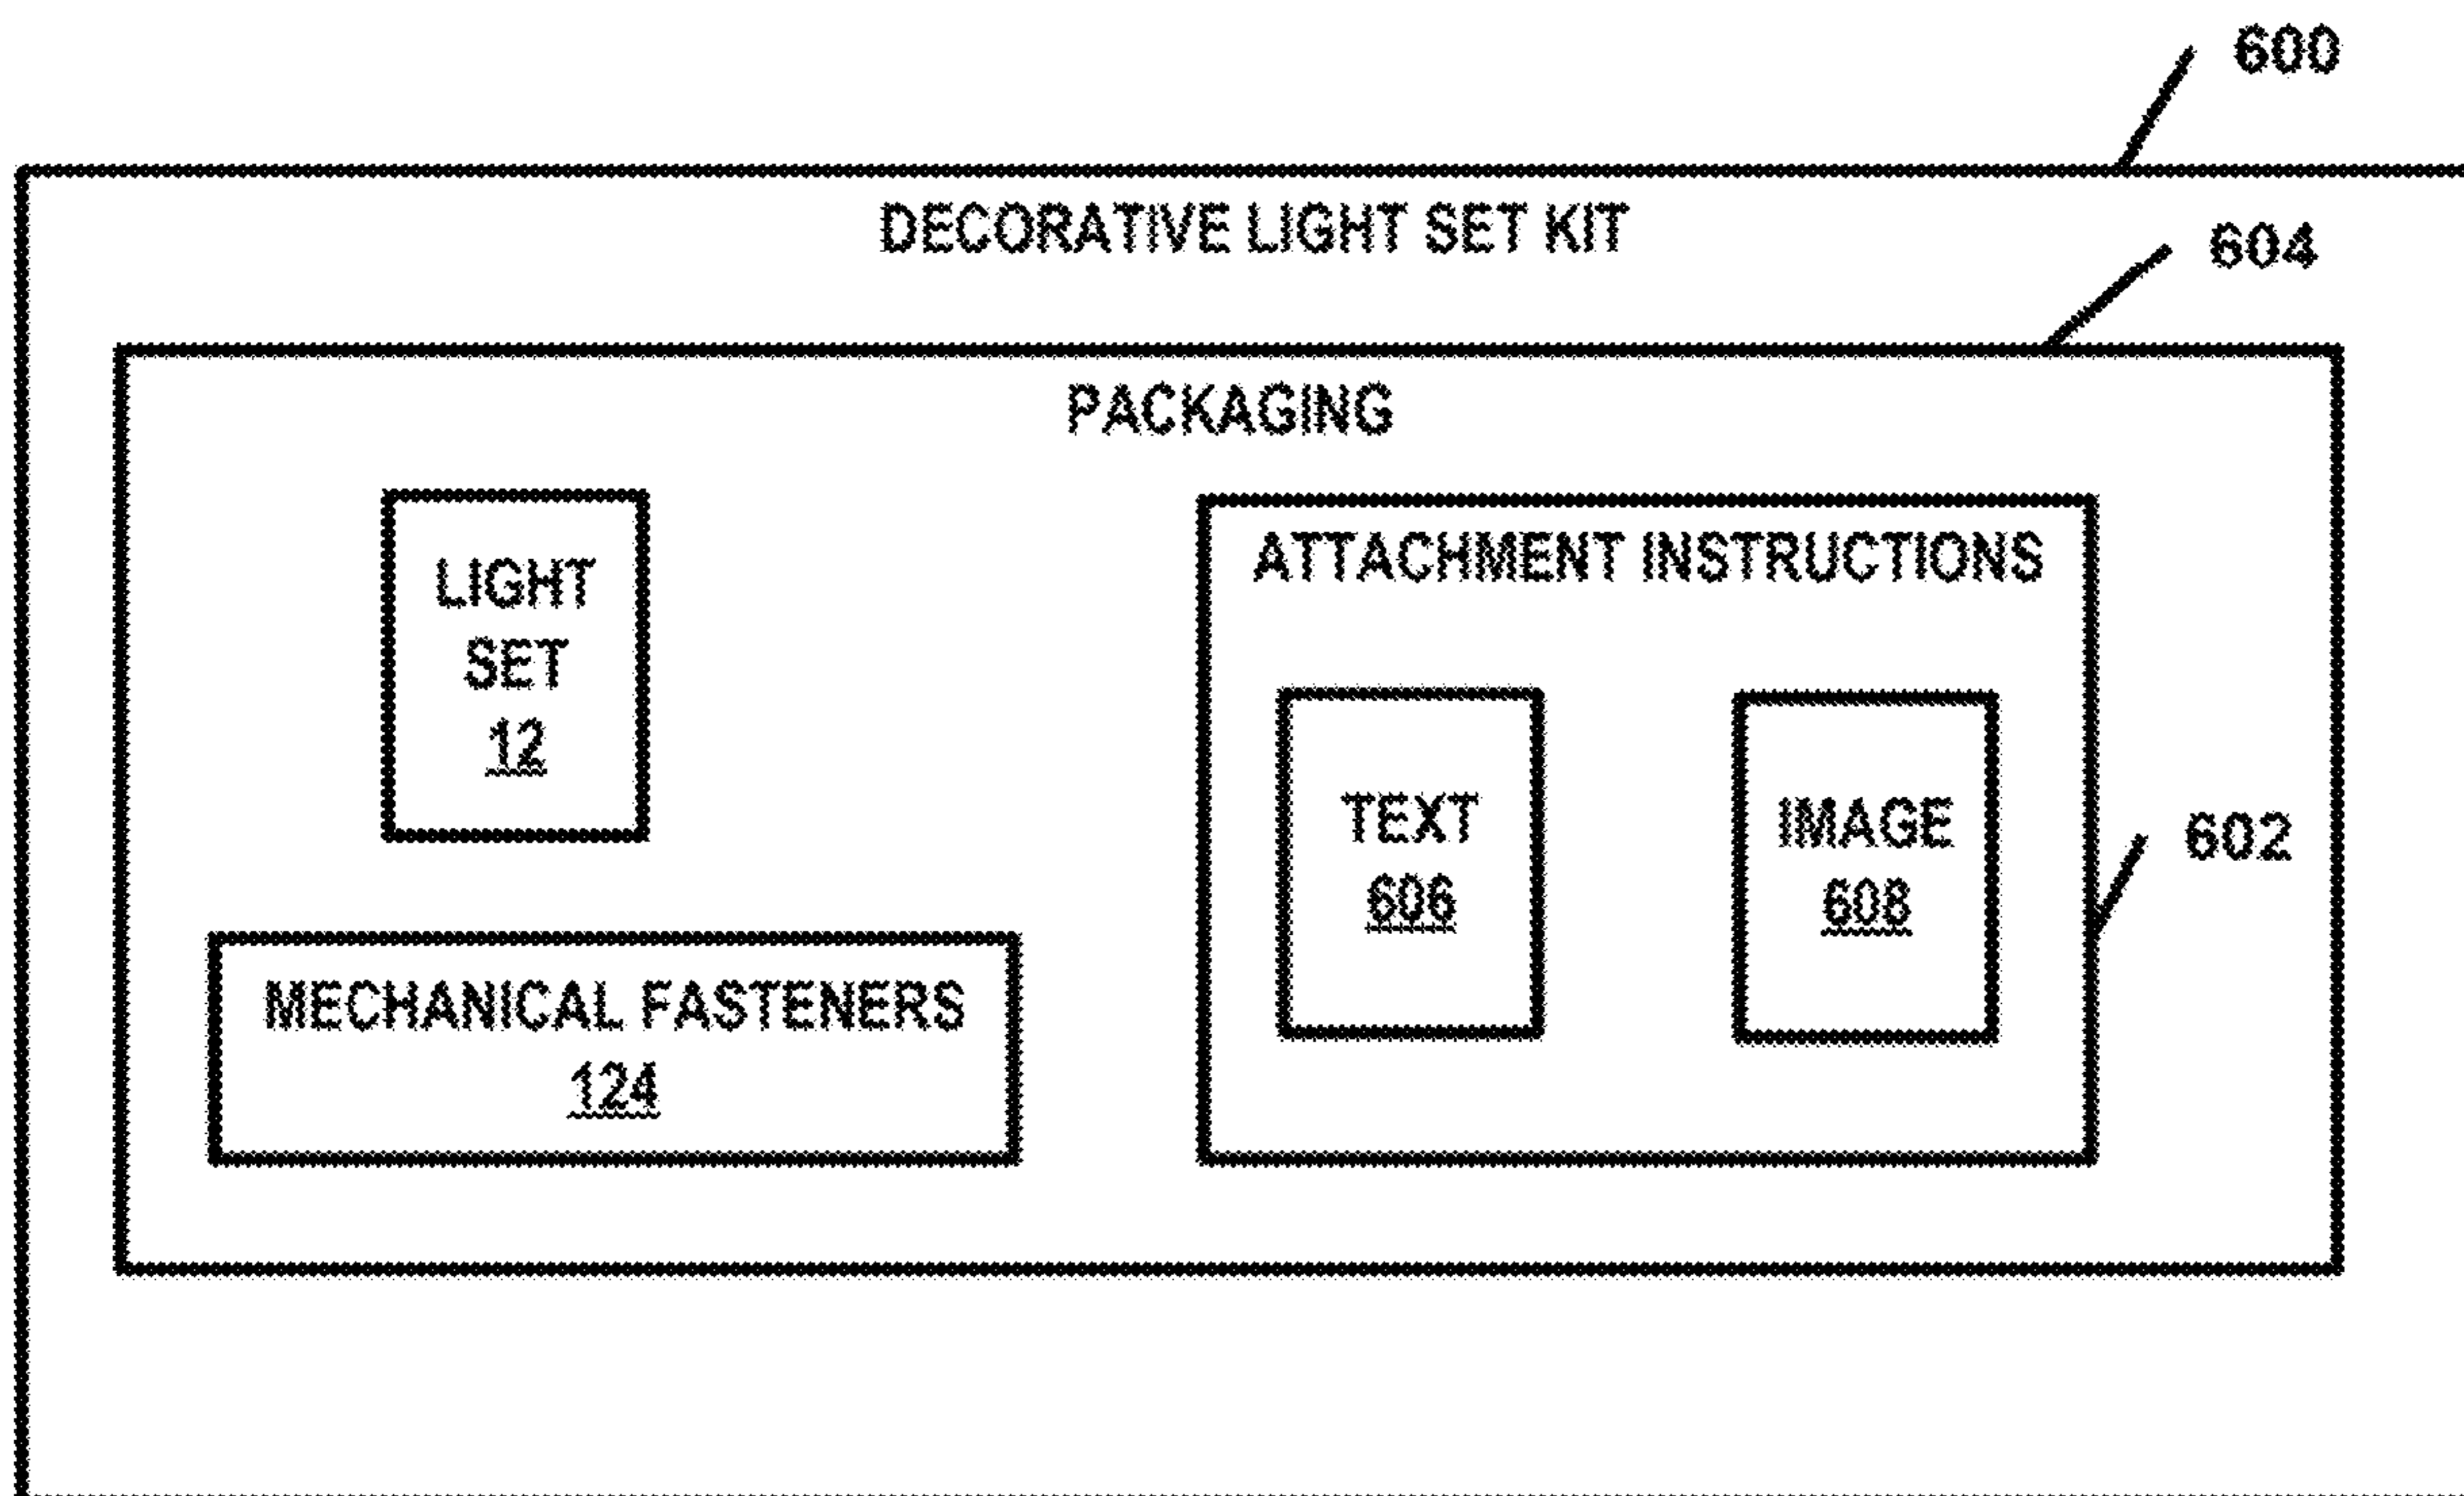 600
DECORATIVE LIGHT SET KIT
604
PACKAGING
LIGHT
SET
12
ATTACHMENT INSTRUCTIONS
TEXT
606
IMAGE
608
602
MECHANICAL FASTENERS
124